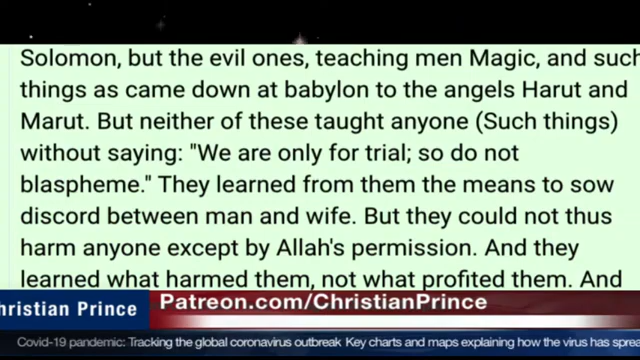 Solomon, but the evil ones, teaching men Magic, and such
things as came down at babylon to the angels Harut and
Marut. But neither of these taught anyone (Such things)
without saying: "We are only for trial; so do not
blaspheme." They learned from them the means to sow
discord between man and wife. But they could not thus
harm anyone except by Allah's permission. And they
learned what harmed them, not what profited them. And
hristian Prince
Patreon.com/ChristianPrince
Covid-19 pandemic: Tracking the global coronavirus outbreak Key charts and maps explaining how the virus has sprea